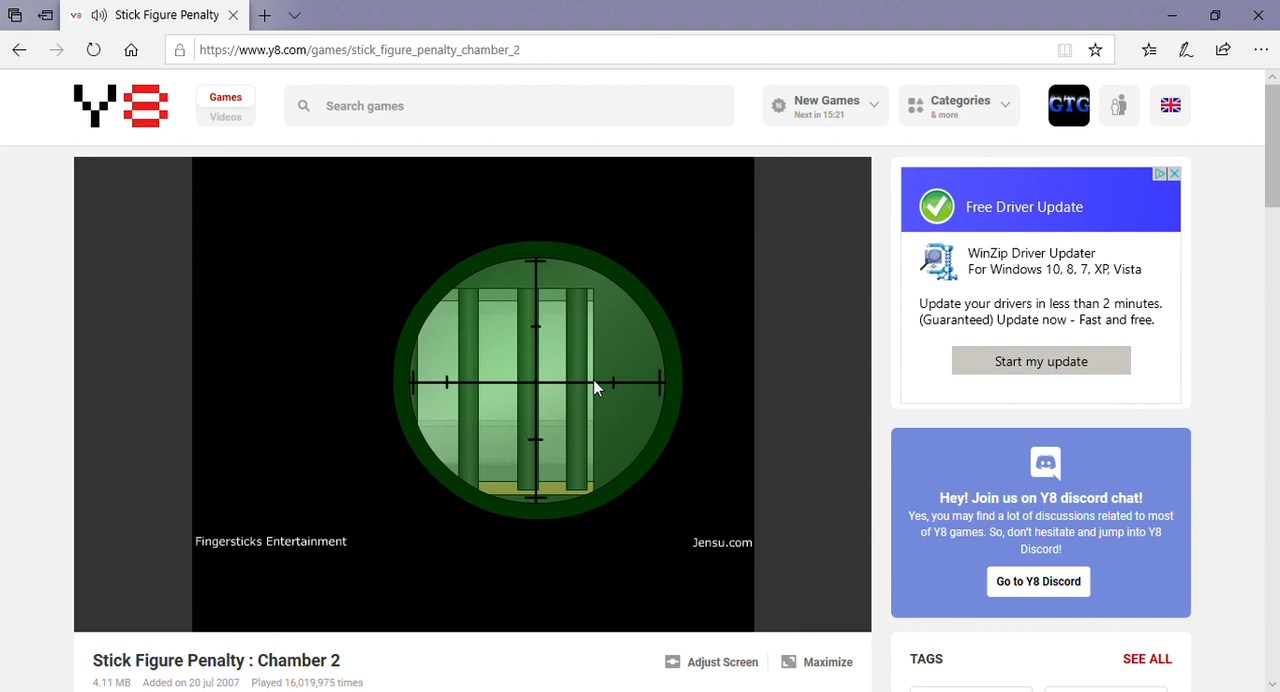 Stick Figure Penalty
https://www.y8.com/games/stick_figure_penalty_chamber_2
Y8
Games
Videos
Search games
New Games
Next in 15:21
Categories
& more
GTG
Free Driver Update
WinZip Driver Updater
For Windows 10, 8, 7, XP, Vista
Update your drivers in less than 2 minutes.
(Guaranteed) Update now - Fast and free.
Start my update
Hey! Join us on Y8 discord chat!
Yes, you may find a lot of discussions related to most
of Y8 games. So, don't hesitate and jump into Y8
Discord!
Go to Y8 Discord
Fingersticks Entertainment
Jensu.com
Stick Figure Penalty : Chamber 2
Adjust Screen
Maximize
4.11 MB Added on 20 jul 2007 Played 16,019,975 times
TAGS
SEE ALL